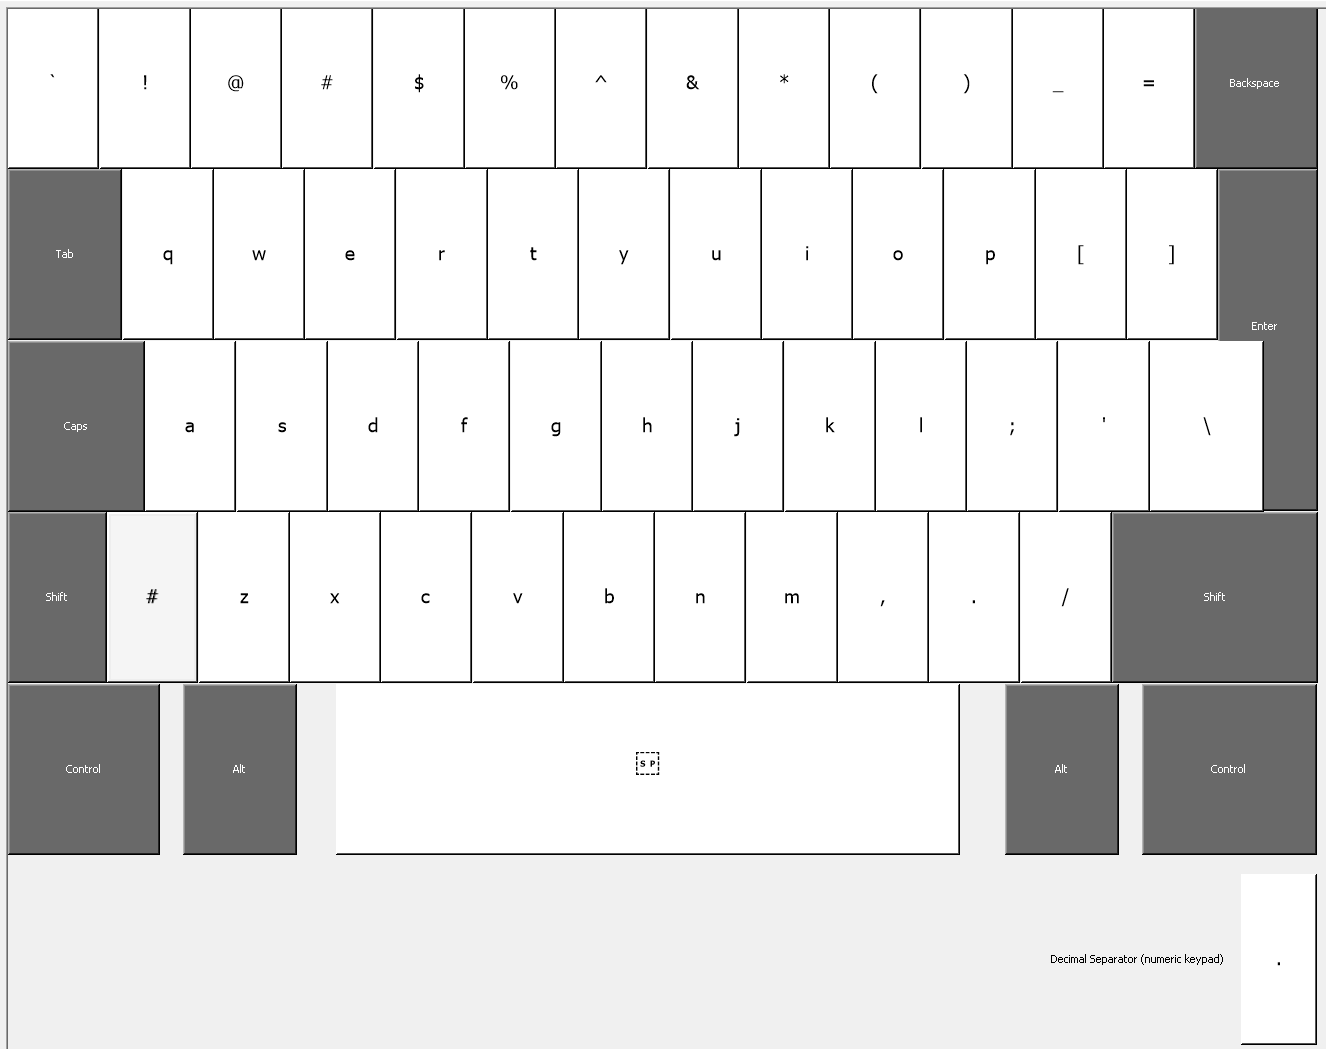 ` ! @ # $ % ^ & * ( ) _ = Backspace
Tab q w e r t y u i o p [ ]
Enter
Caps a s d f g h j k l ; ' \
Shift # z x c v b n m , . / Shift
Control Alt SP Alt Control
Decimal Separator (numeric keypad) .